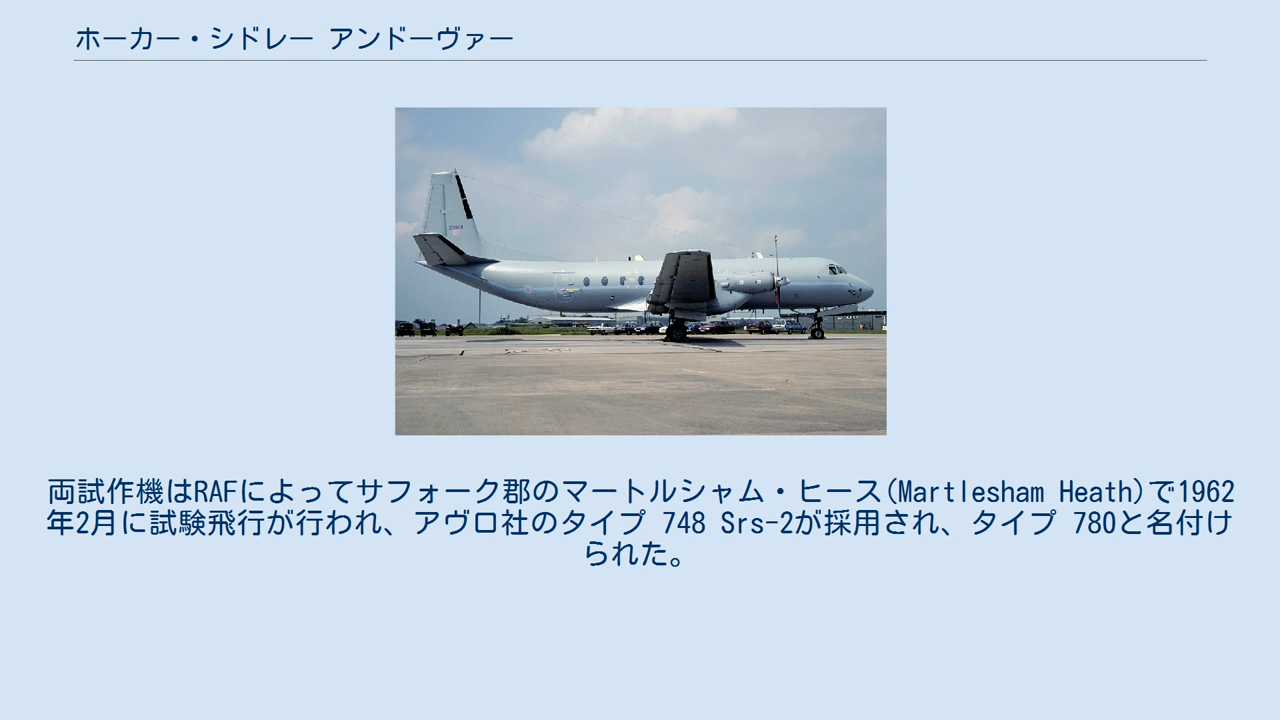 ホーカー・シドレー アンドーヴァー
両試作機はRAFによってサフォーク郡のマートルシャム・ヒース(Martlesham Heath)で1962
年2月に試験飛行が行われ、アヴロ社のタイプ 748 Srs-2が採用され、タイプ 780と名付け
られた。